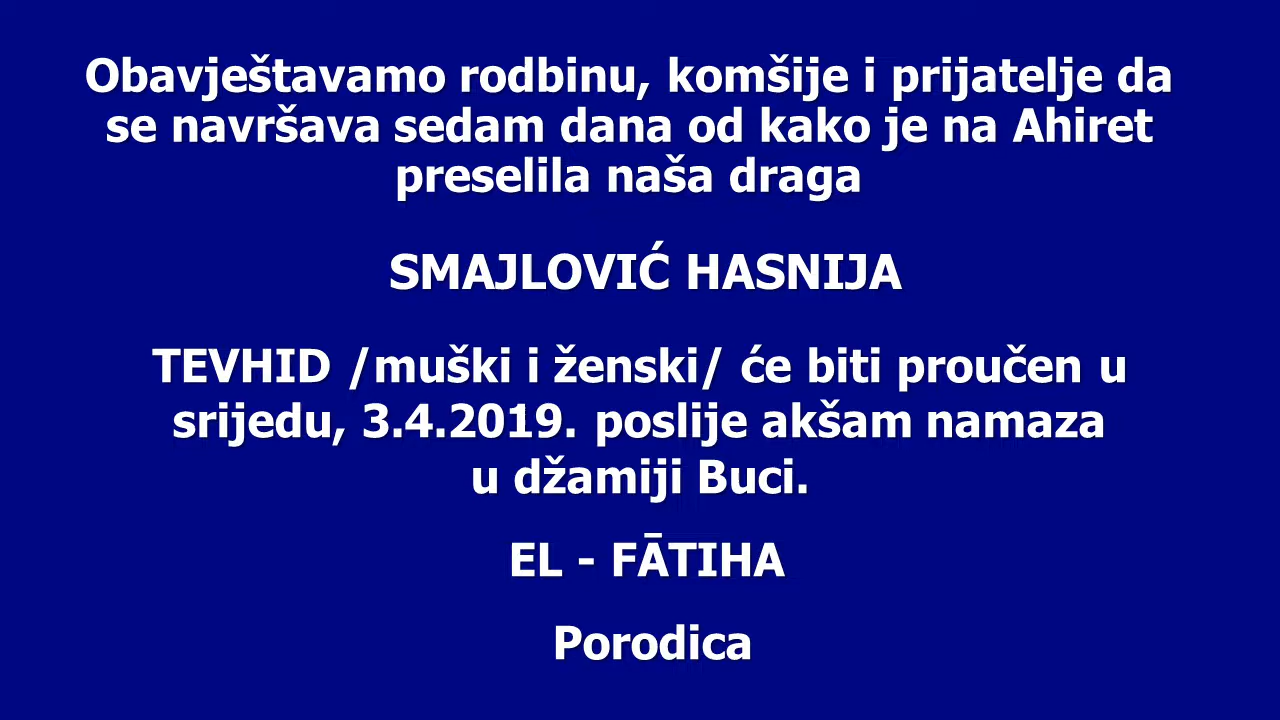 Obavještavamo rodbinu, komšije i prijatelje da
se navršava sedam dana od kako je na Ahiret
preselila naša draga
SMAJLOVIĆ HASNIJA
TEVHID /muški i ženski/ će biti proučen u
srijedu, 3.4.2019. poslije akšam namaza
u džamiji Buci.
EL - FĀTIHA
Porodica